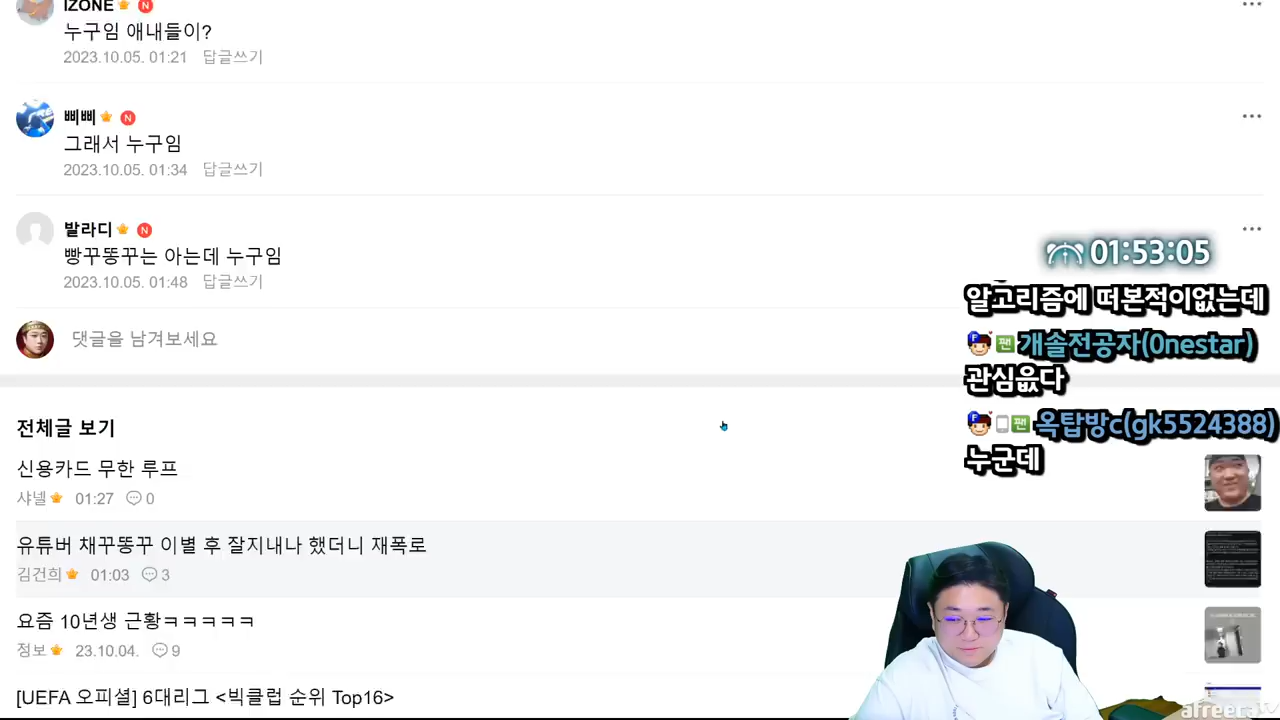 IZONE N
누구임 애내들이?
2023.10.05. 01:21 답글쓰기
삐삐 N
그래서 누구임
2023.10.05. 01:34 답글쓰기
발라디 N
빵꾸똥꾸는 아는데 누구임
2023.10.05. 01:48 답글쓰기
댓글을 남겨보세요
01:53:05
알고리즘에 떠본적이없는데
F 팬 개솔전공자(0nestar)
관심읎다
F 팬 옥탑방c(gk5524388)
누군데
전체글 보기
신용카드 무한 루프
샤넬 01:27 0
유튜버 채꾸똥꾸 이별 후 잘지내나 했더니 재폭로
김건희 01:03 3
요즘 10년생 근황ㅋㅋㅋㅋㅋ
정보 23.10.04. 9
[UEFA 오피셜] 6대리그 <빅클럽 순위 Top16>
afreecaTV